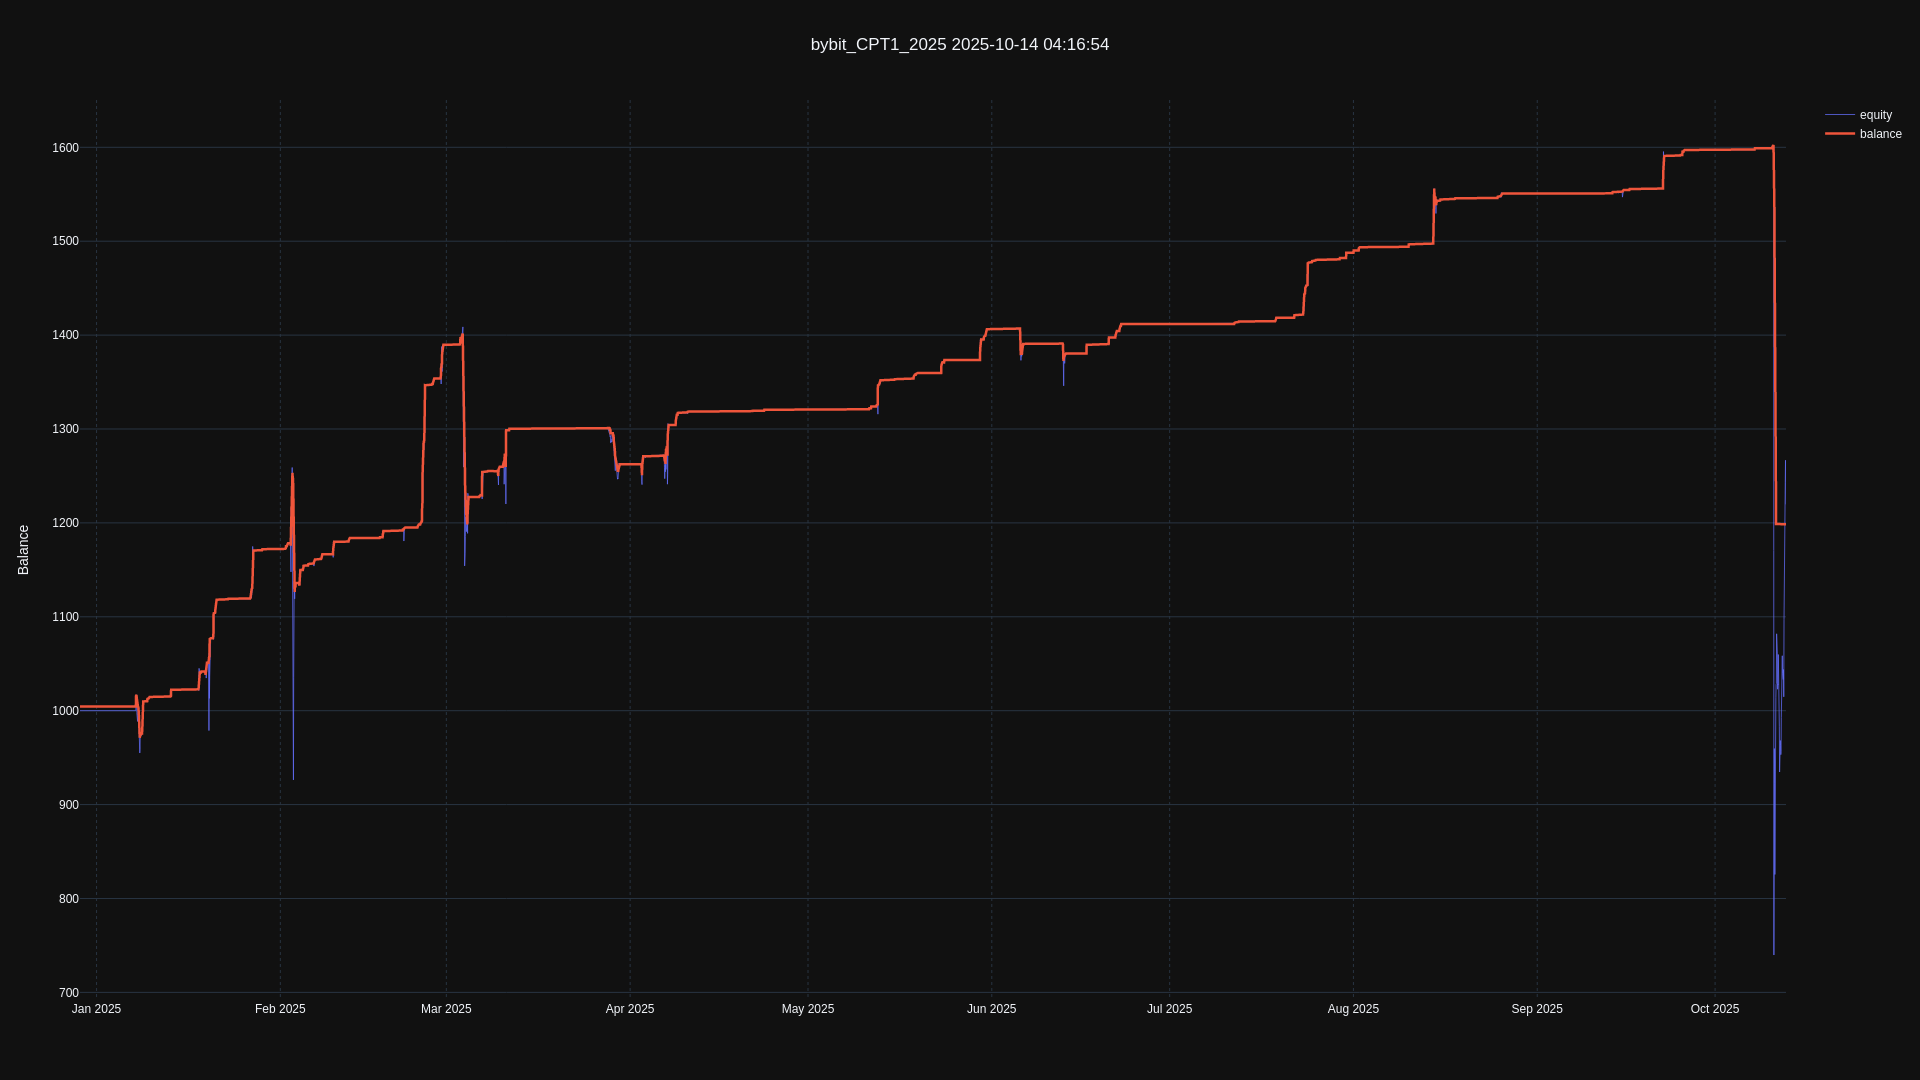 bybit_CPT1_2025 2025-10-14 04:16:54
equity
balance
1600
1500
1400
1300
1200
1100
1000
900
800
700
Balance
Jan 2025
Feb 2025
Mar 2025
Apr 2025
May 2025
Jun 2025
Jul 2025
Aug 2025
Sep 2025
Oct 2025